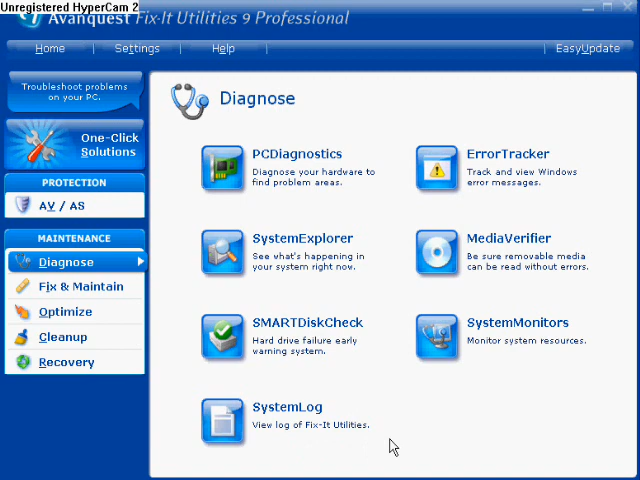 Unregistered HyperCam 2
Avanquest Fix-It Utilities 9 Professional
Home Settings Help EasyUpdate
Troubleshoot problems
on your PC.
One-Click
Solutions
PROTECTION
AV / AS
MAINTENANCE
Diagnose
Fix & Maintain
Optimize
Cleanup
Recovery
Diagnose
PCDiagnostics
Diagnose your hardware to
find problem areas.
ErrorTracker
Track and view Windows
error messages.
SystemExplorer
See what's happening in
your system right now.
MediaVerifier
Be sure removable media
can be read without errors.
SMARTDiskCheck
Hard drive failure early
warning system.
SystemMonitors
Monitor system resources.
SystemLog
View log of Fix-It Utilities.